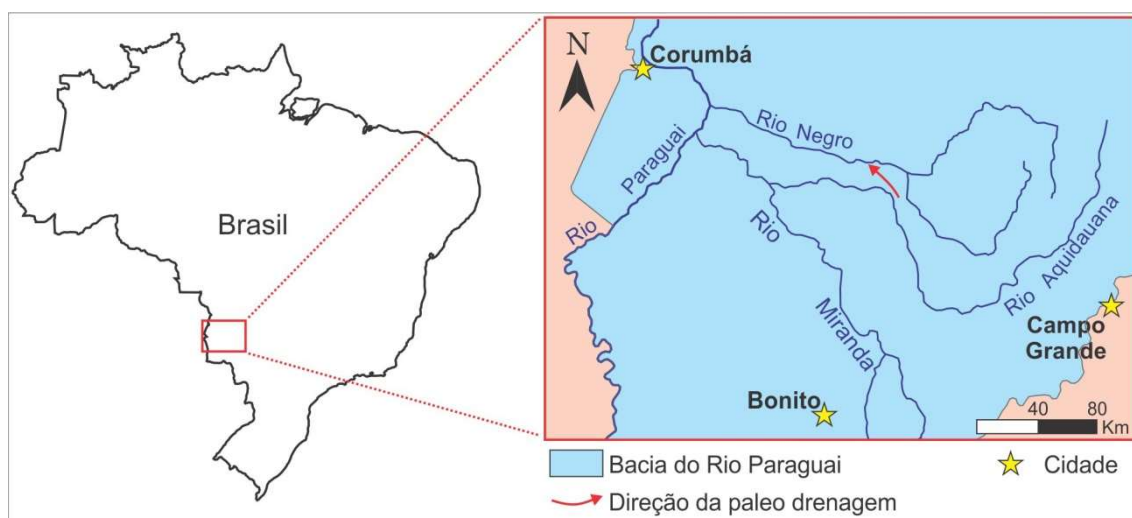 Brasil
N
Corumbá
Rio Negro
Rio Paraguai
Rio Miranda
Rio Aquidauana
Campo
Grande
Bonito
40 80
Km
Bacia do Rio Paraguai
Cidade
Direção da paleo drenagem